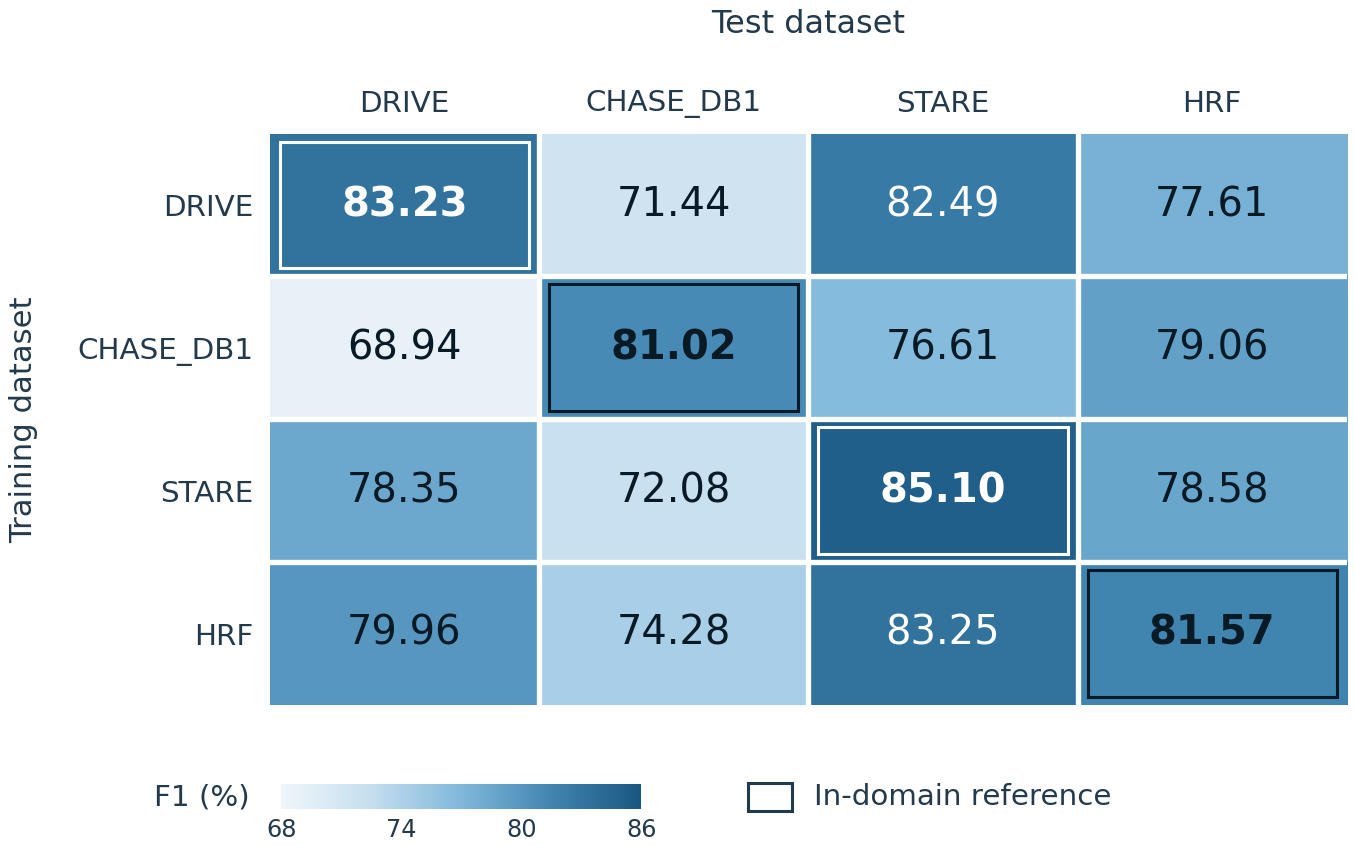 Test dataset
DRIVE CHASE_DB1 STARE HRF
Training dataset
DRIVE 83.23 71.44 82.49 77.61
CHASE_DB1 68.94 81.02 76.61 79.06
STARE 78.35 72.08 85.10 78.58
HRF 79.96 74.28 83.25 81.57
F1 (%) In-domain reference
68 74 80 86